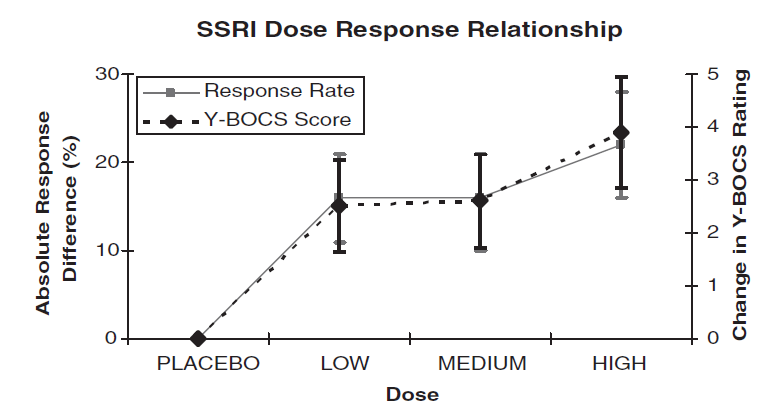 SSRI Dose Response Relationship
Response Rate
Y-BOCS Score
Absolute Response
Difference (%)
30
20
10
0
5
4
3
2
1
0
Change in Y-BOCS Rating
PLACEBO LOW MEDIUM HIGH
Dose